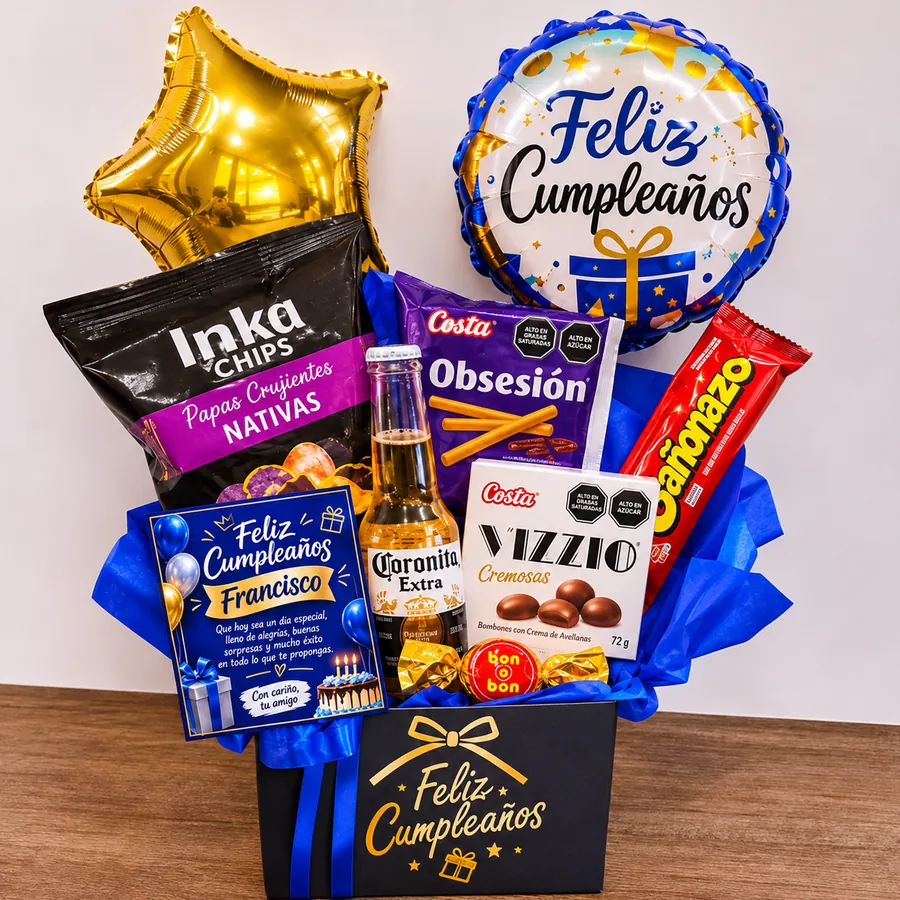 Feliz
Cumpleaños
Inka
CHIPS
Papas Crujientes
NATIVAS
Costa
ALTO EN
GRASAS
SATURADAS
ALTO EN
AZÚCAR
Obsesión
Cañonazo
Feliz
Cumpleaños
Francisco
Que hoy sea un día especial,
lleno de alegrías, buenas
sorpresas y mucho éxito
en todo lo que te propongas.
Con cariño,
tu amigo
Coronita
Extra
Costa
ALTO EN
GRASAS
SATURADAS
ALTO EN
AZÚCAR
VIZZIO
Cremosas
Bombones con Crema de Avellanas
72 g
bon
o
bon
Feliz
Cumpleaños